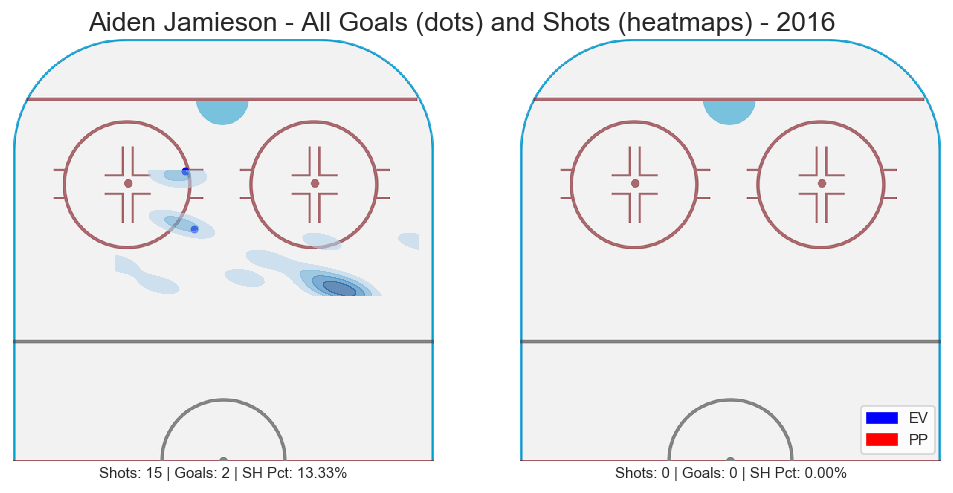 Aiden Jamieson - All Goals (dots) and Shots (heatmaps) - 2016
EV
PP
Shots: 15 | Goals: 2 | SH Pct: 13.33%
Shots: 0 | Goals: 0 | SH Pct: 0.00%